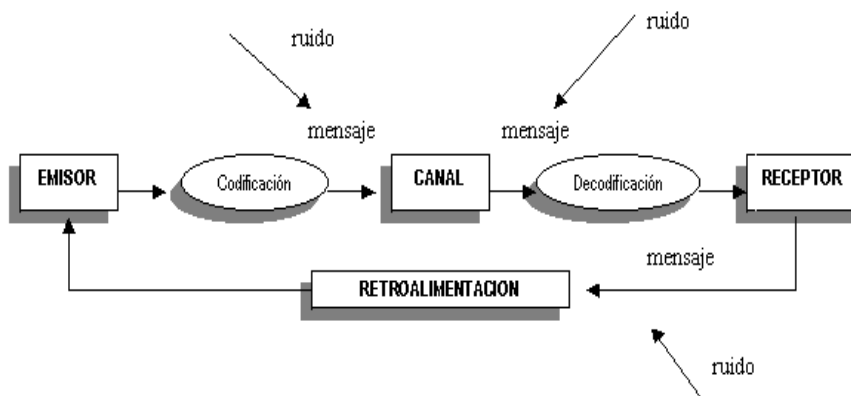 ruido
ruido
mensaje
mensaje
EMISOR
Codificación
CANAL
Decodificación
RECEPTOR
mensaje
RETROALIMENTACION
ruido